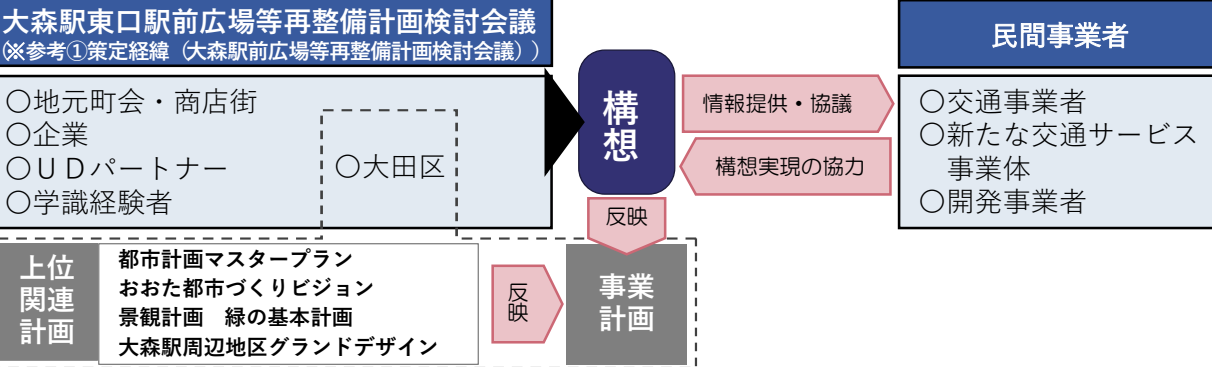 大森駅東口駅前広場等再整備計画検討会議
(※参考①策定経緯（大森駅前広場等再整備計画検討会議）)
〇地元町会・商店街
〇企業
〇ＵＤパートナー
〇学識経験者
〇大田区
構想
情報提供・協議
構想実現の協力
民間事業者
〇交通事業者
〇新たな交通サービス
事業体
〇開発事業者
反映
上位
関連
計画
都市計画マスタープラン
おおた都市づくりビジョン
景観計画　緑の基本計画
大森駅周辺地区グランドデザイン
反映
事業
計画